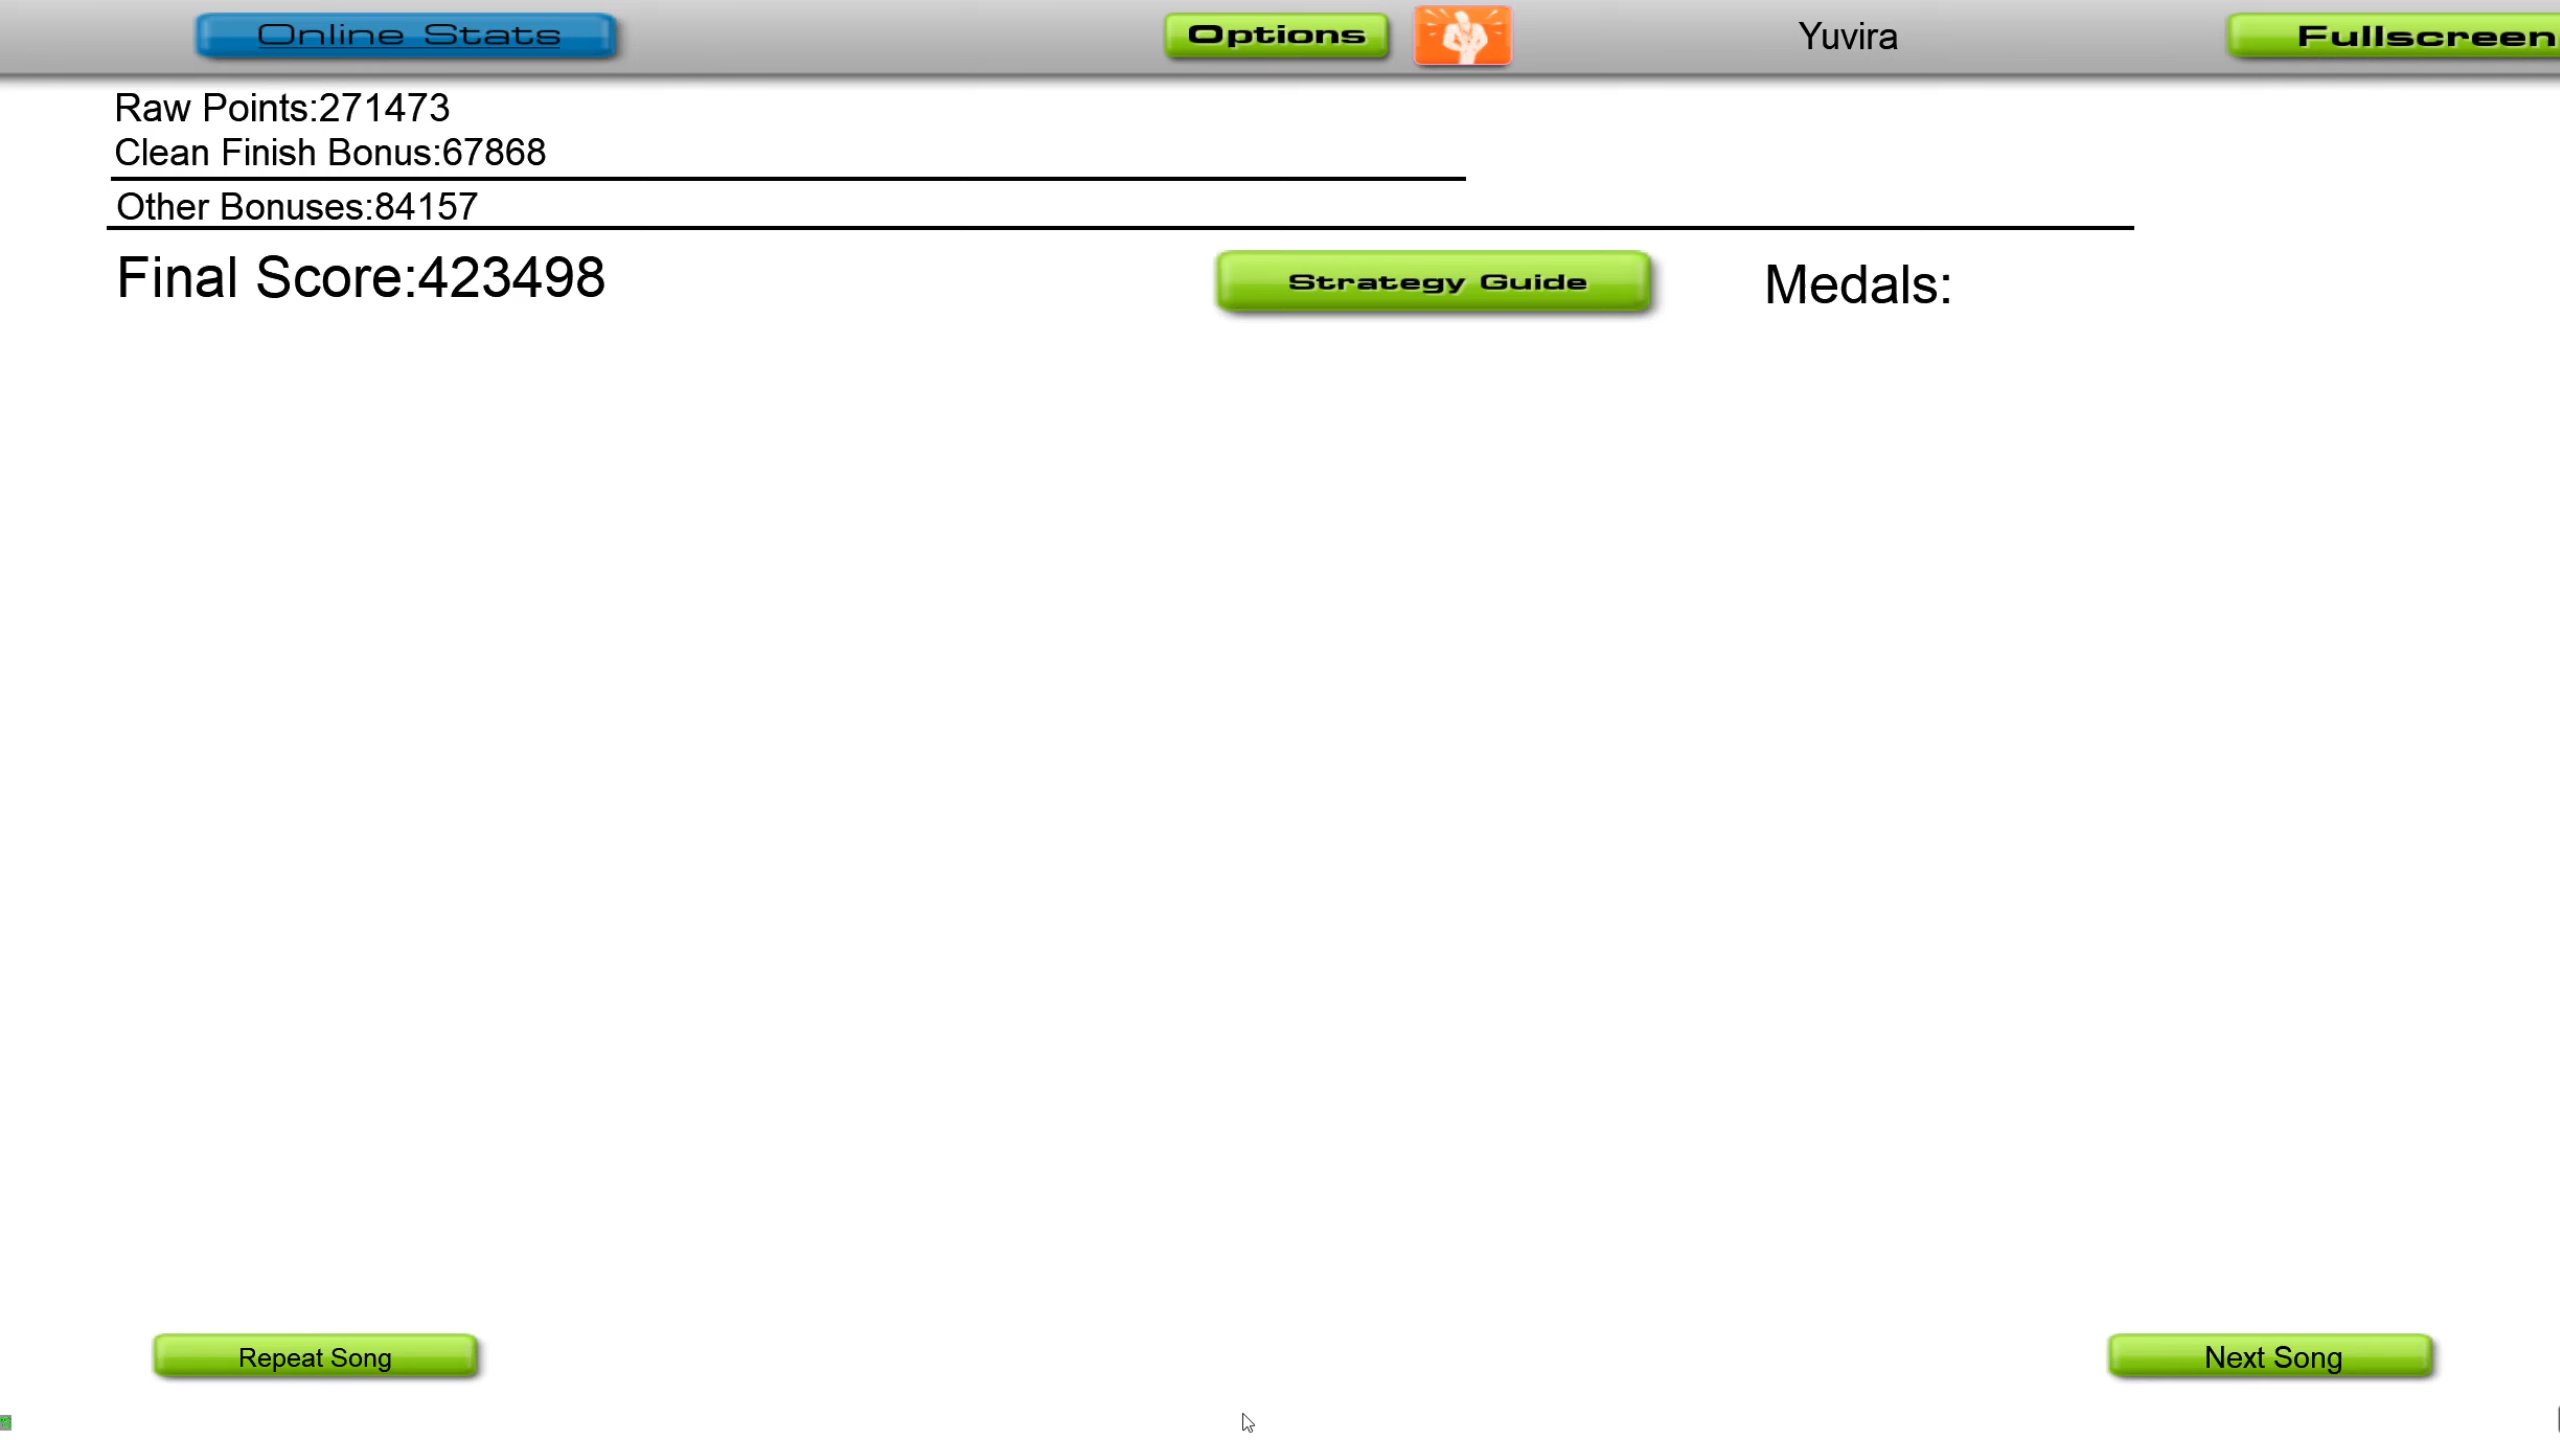 Online Stats
Options
Yuvira
Fullscreen
Raw Points:271473
Clean Finish Bonus:67868
Other Bonuses:84157
Final Score:423498
Strategy Guide
Medals:
Repeat Song
Next Song